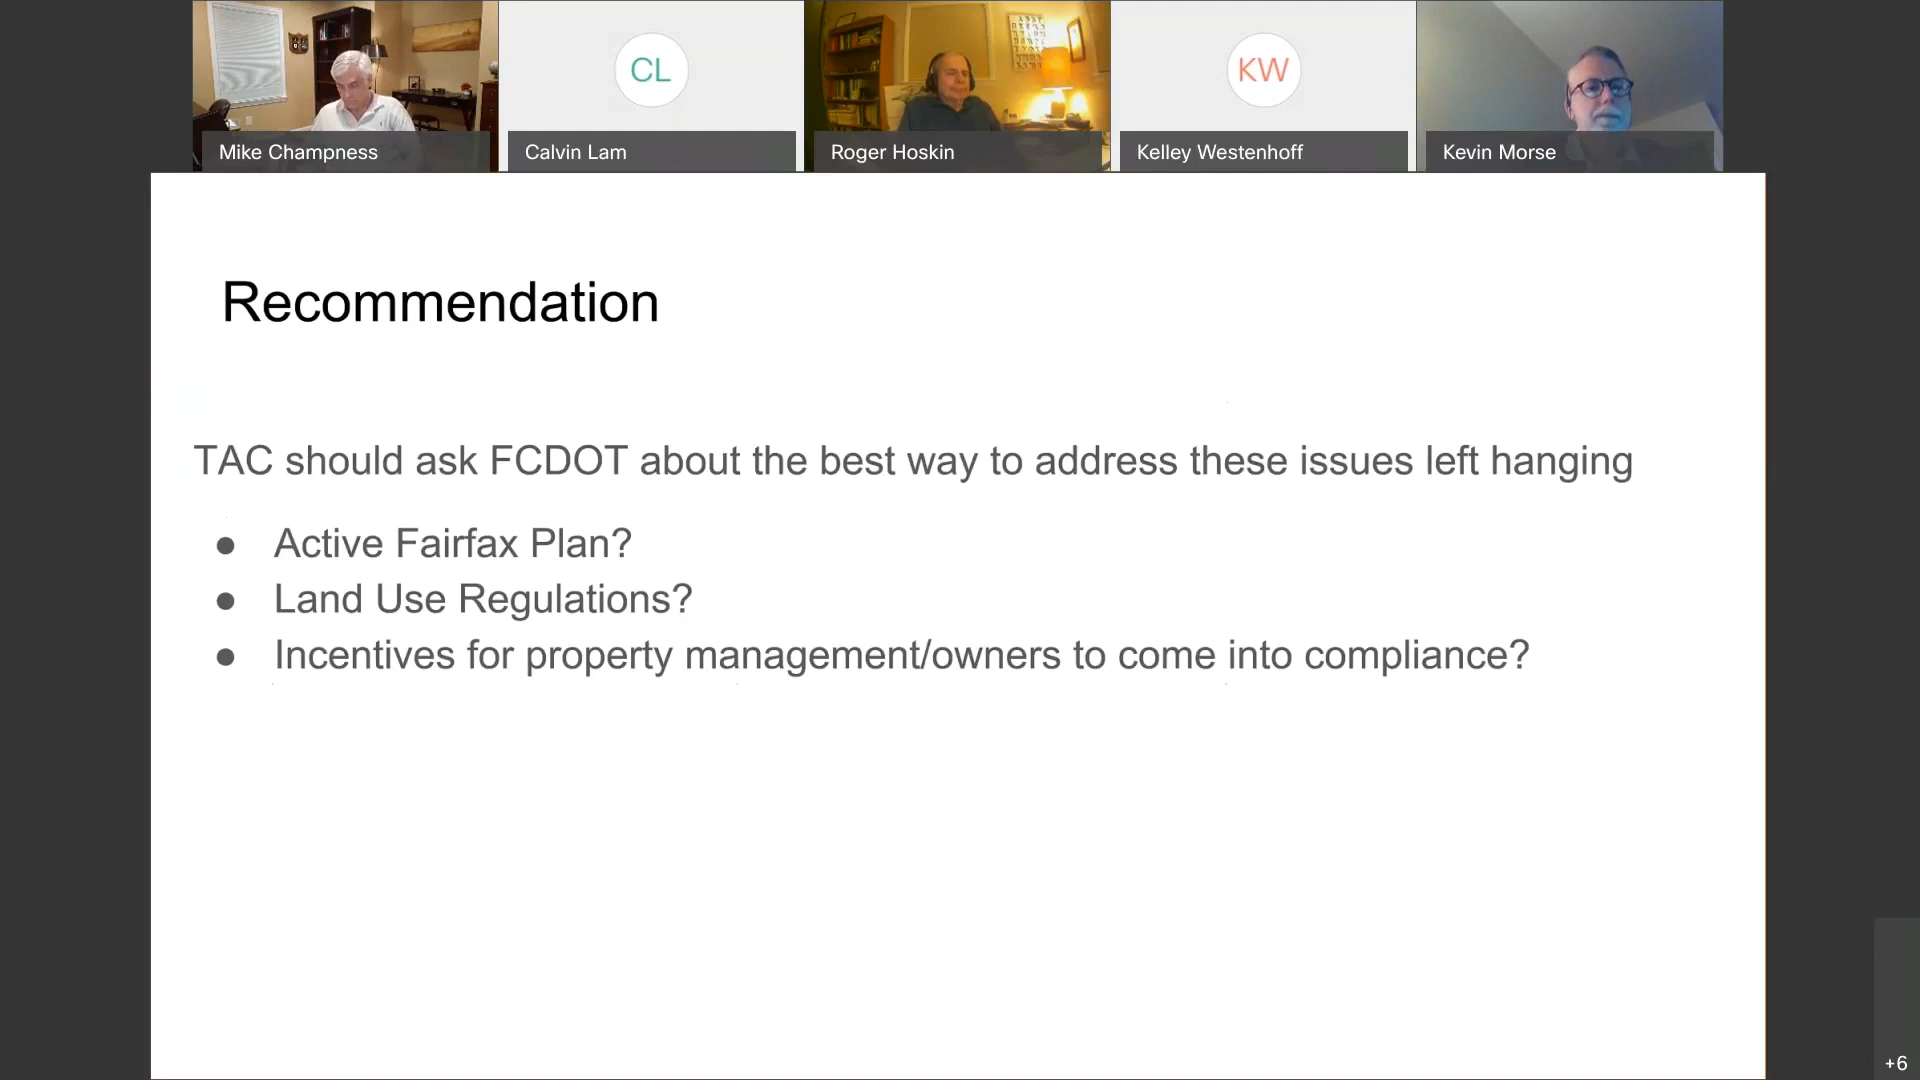 CL
KW
Mike Champness
Calvin Lam
Roger Hoskin
Kelley Westenhoff
Kevin Morse
Recommendation
TAC should ask FCDOT about the best way to address these issues left hanging
● Active Fairfax Plan?
● Land Use Regulations?
● Incentives for property management/owners to come into compliance?
+6